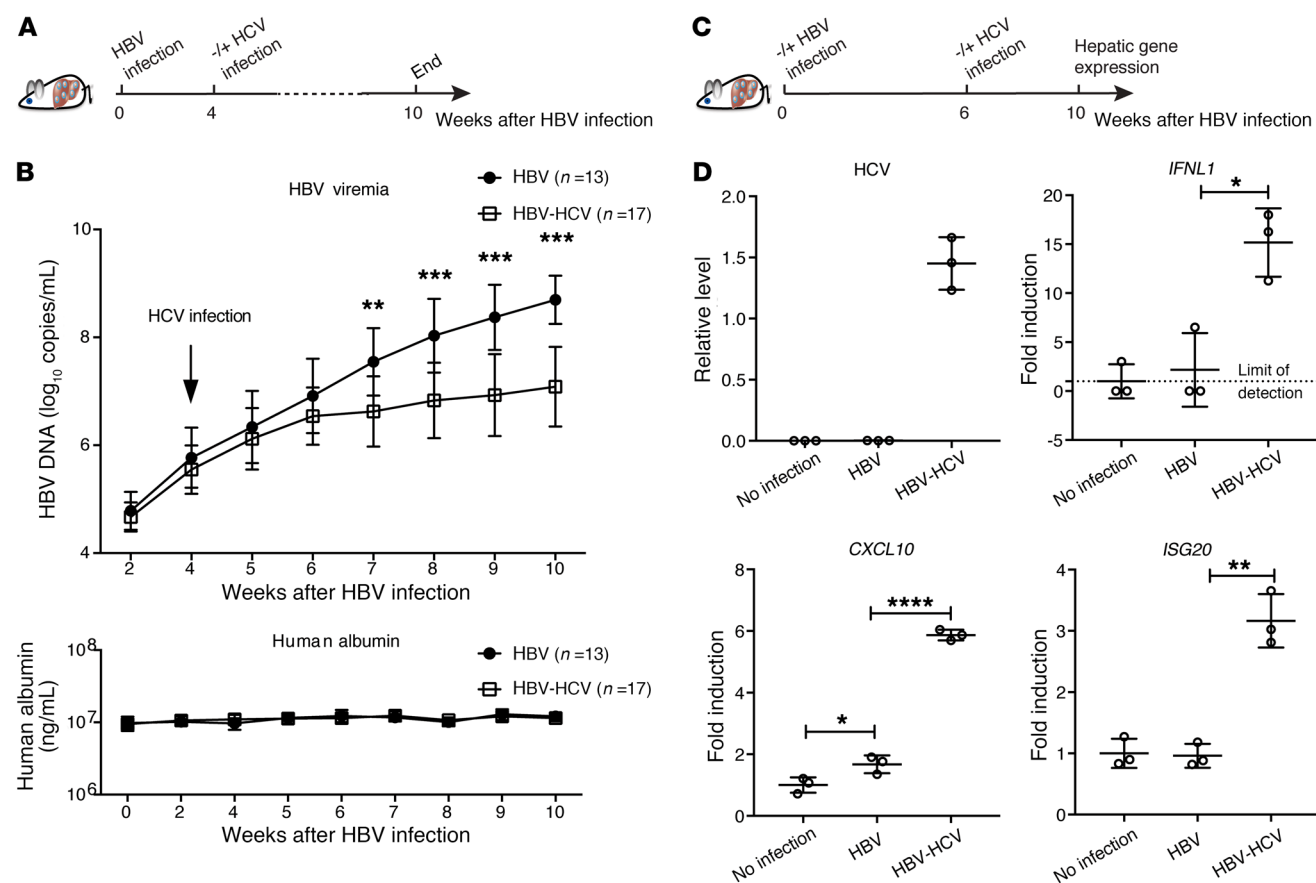 A
HBV
infection
-/+ HCV
infection
End
0
4
10
Weeks after HBV infection
B
HBV viremia
HBV (n=13)
HBV-HCV (n=17)
HBV DNA (log10 copies/mL)
10
8
6
4
HCV infection
**
***
***
***
2
4
5
6
7
8
9
10
Weeks after HBV infection
Human albumin
HBV (n=13)
HBV-HCV (n=17)
Human albumin
(ng/mL)
10⁸
10⁷
10⁶
0
2
4
5
6
7
8
9
10
Weeks after HBV infection
C
-/+ HBV
infection
-/+ HCV
infection
Hepatic gene
expression
0
6
10
Weeks after HBV infection
D
HCV
Relative level
2.0
1.5
1.0
0.5
0.0
No infection
HBV
HBV-HCV
IFNL1
*
Fold induction
20
15
10
5
0
-5
Limit of
detection
No infection
HBV
HBV-HCV
CXCL10
****
*
Fold induction
8
6
4
2
0
No infection
HBV
HBV-HCV
ISG20
**
Fold induction
4
3
2
1
0
No infection
HBV
HBV-HCV